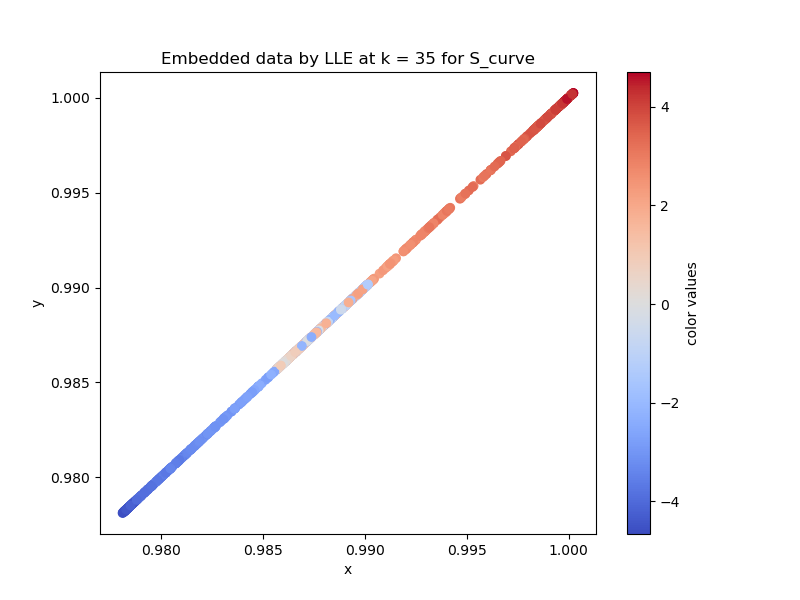 Embedded data by LLE at k = 35 for S_curve
1.000
0.995
0.990
0.985
0.980
y
0.980 0.985 0.990 0.995 1.000
x
4
2
0
−2
−4
color values